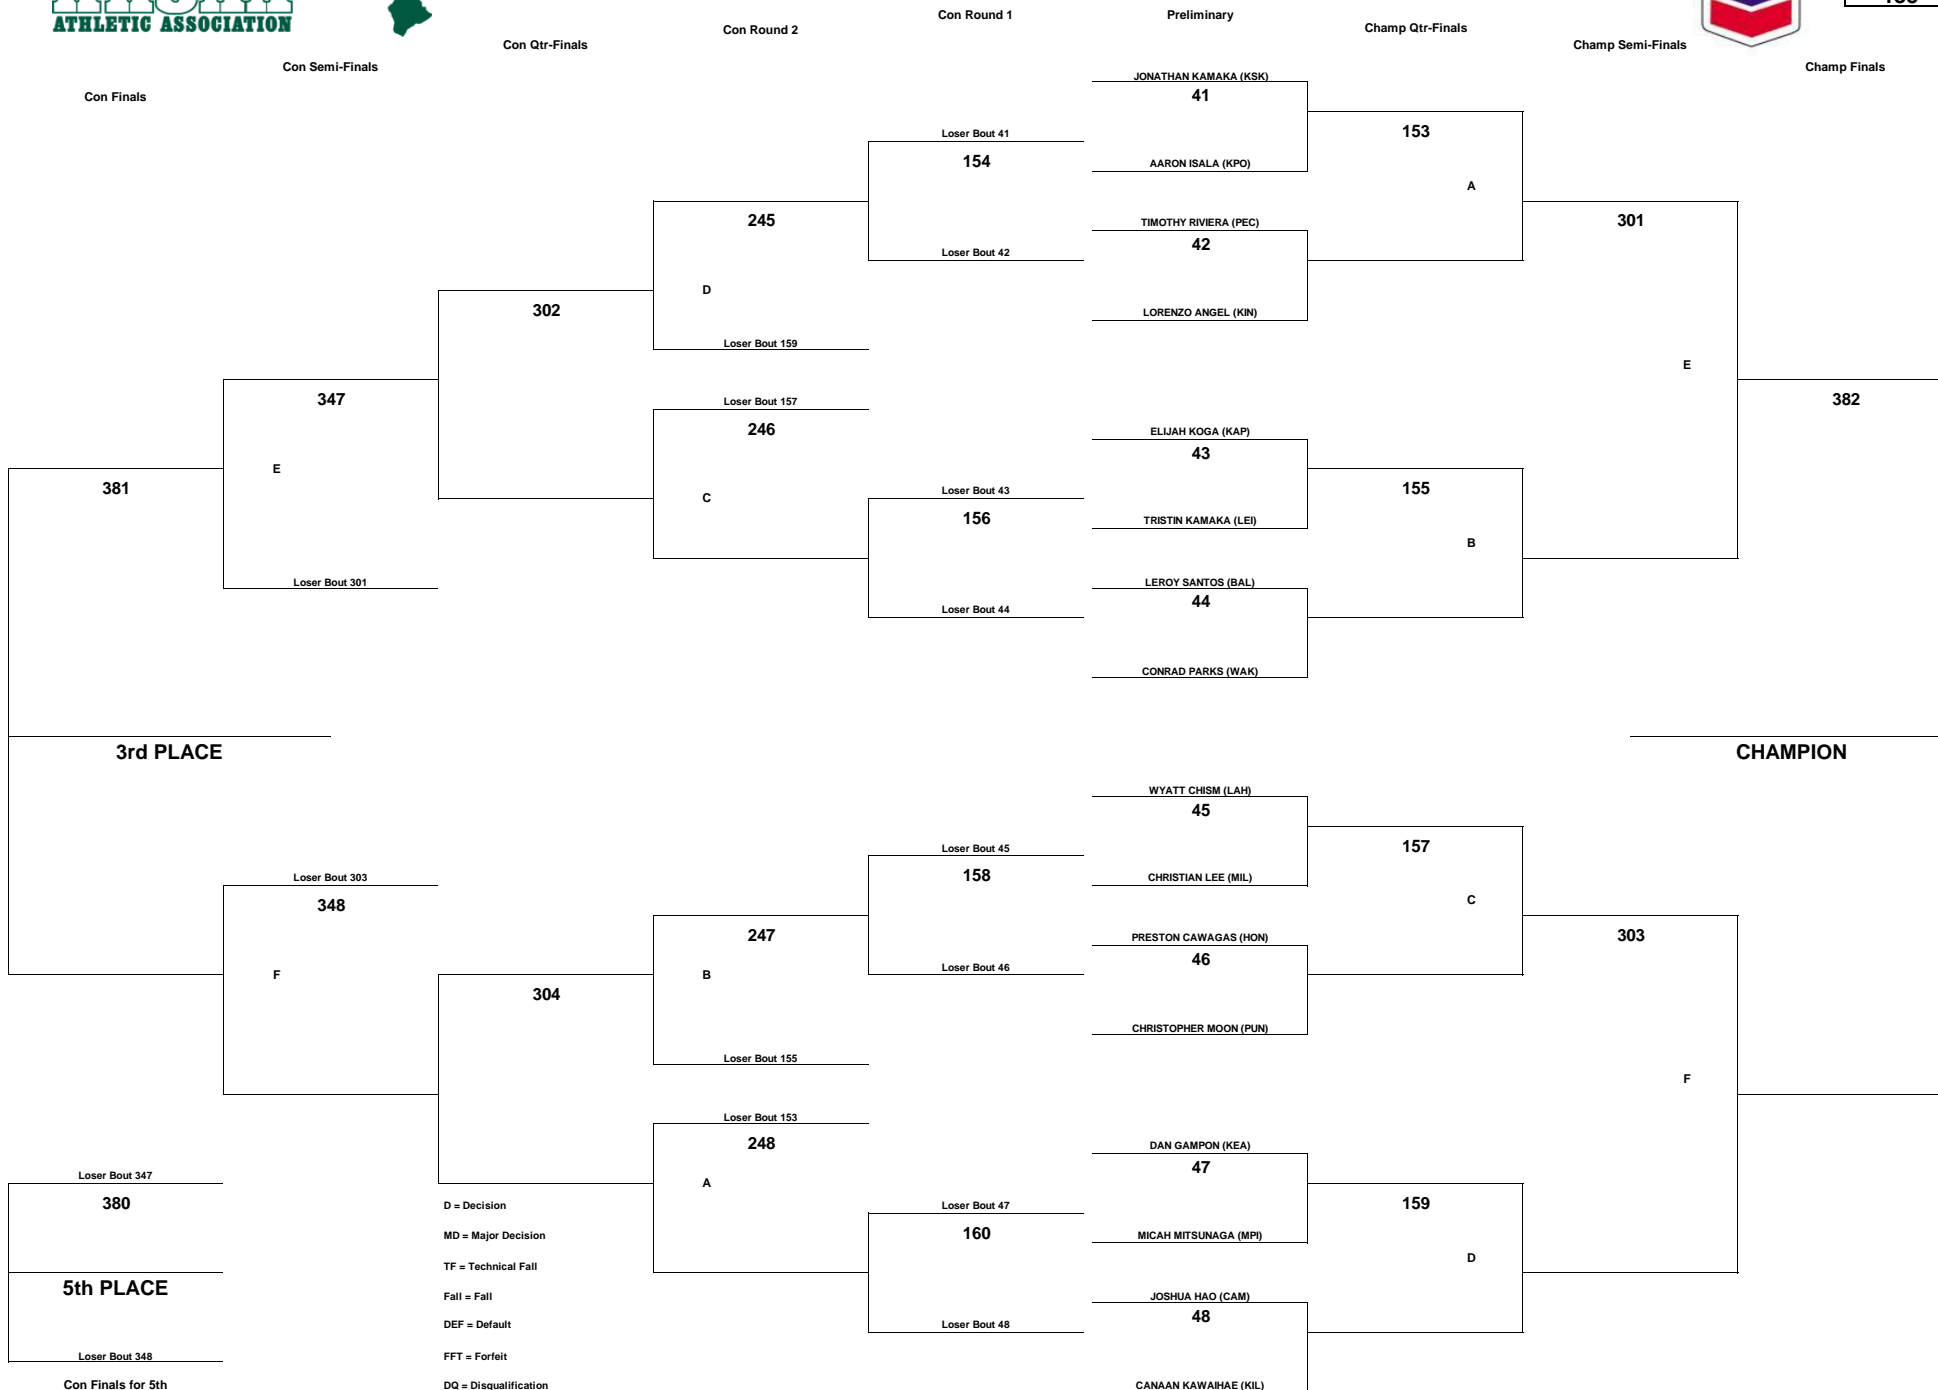 ATHLETIC ASSOCIATION
Con Finals
Con Semi-Finals
Con Qtr-Finals
Con Round 2
Con Round 1
Preliminary
Champ Qtr-Finals
Champ Semi-Finals
Champ Finals
JONATHAN KAMAKA (KSK)
41
153
Loser Bout 41
154
AARON ISALA (KPO)
A
245
TIMOTHY RIVIERA (PEC)
301
42
Loser Bout 42
D
302
LORENZO ANGEL (KIN)
Loser Bout 159
E
347
Loser Bout 157
382
246
ELIJAH KOGA (KAP)
43
E
381
C
Loser Bout 43
155
156
TRISTIN KAMAKA (LEI)
B
Loser Bout 301
LEROY SANTOS (BAL)
44
Loser Bout 44
CONRAD PARKS (WAK)
3rd PLACE
CHAMPION
WYATT CHISM (LAH)
45
Loser Bout 45
157
Loser Bout 303
158
CHRISTIAN LEE (MIL)
348
C
247
PRESTON CAWAGAS (HON)
303
46
F
B
Loser Bout 46
304
CHRISTOPHER MOON (PUN)
Loser Bout 155
F
Loser Bout 153
248
DAN GAMPON (KEA)
47
Loser Bout 347
A
380
D = Decision
Loser Bout 47
159
MD = Major Decision
160
MICAH MITSUNAGA (MPI)
D
TF = Technical Fall
5th PLACE
Fall = Fall
JOSHUA HAO (CAM)
48
DEF = Default
Loser Bout 48
Loser Bout 348
FFT = Forfeit
Con Finals for 5th
DQ = Disqualification
CANAAN KAWAIHAE (KIL)